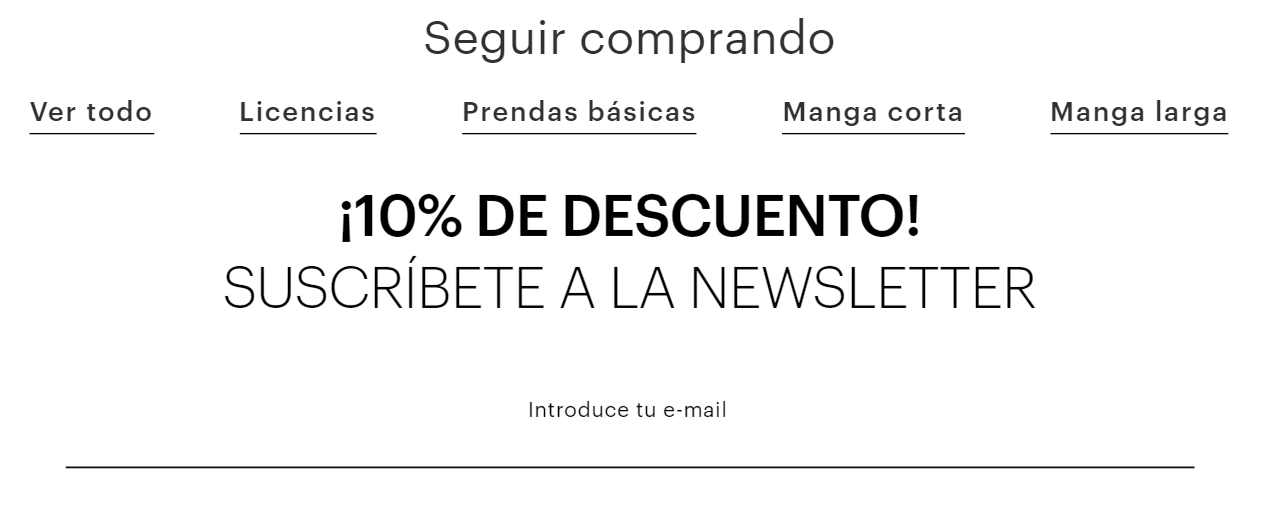 Seguir comprando
Ver todo Licencias Prendas básicas Manga corta Manga larga
¡10% DE DESCUENTO!
SUSCRÍBETE A LA NEWSLETTER
Introduce tu e-mail